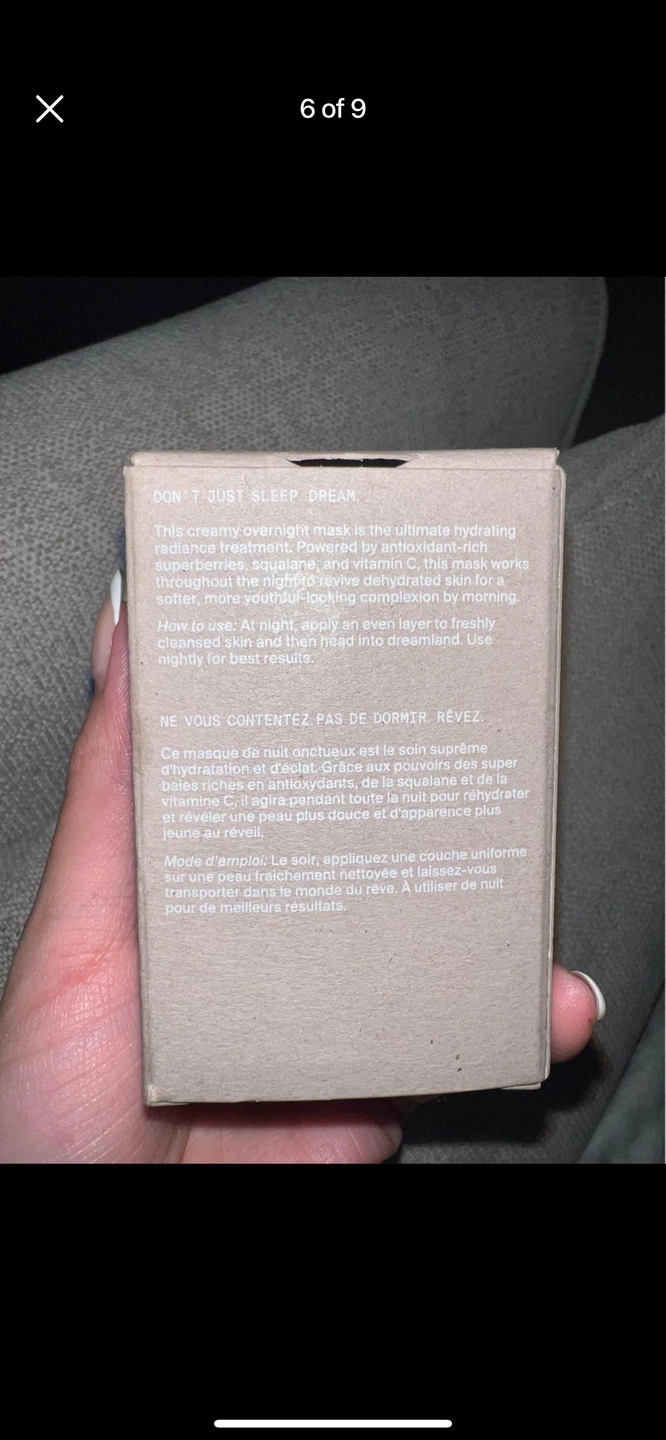 6 of 9
DON'T JUST SLEEP. DREAM.
This creamy overnight mask is the ultimate hydrating
radiance treatment. Powered by antioxidant-rich
superberries, squalane, and vitamin C, this mask works
throughout the night to revive dehydrated skin for a
softer, more youthful-looking complexion by morning.
How to use: At night, apply an even layer to freshly
cleansed skin and then head into dreamland. Use
nightly for best results.
NE VOUS CONTENTEZ PAS DE DORMIR. RÊVEZ.
Ce masque de nuit onctueux est le soin suprême
d'hydratation et d'éclat. Grâce aux pouvoirs des super
baies riches en antioxydants, de la squalane et de la
vitamine C, il agira pendant toute la nuit pour réhydrater
et révéler une peau plus douce et d'apparence plus
jeune au réveil.
Mode d'emploi: Le soir, appliquez une couche uniforme
sur une peau fraichement nettoyée et laissez-vous
transporter dans le monde du rêve. À utiliser de nuit
pour de meilleurs résultats.